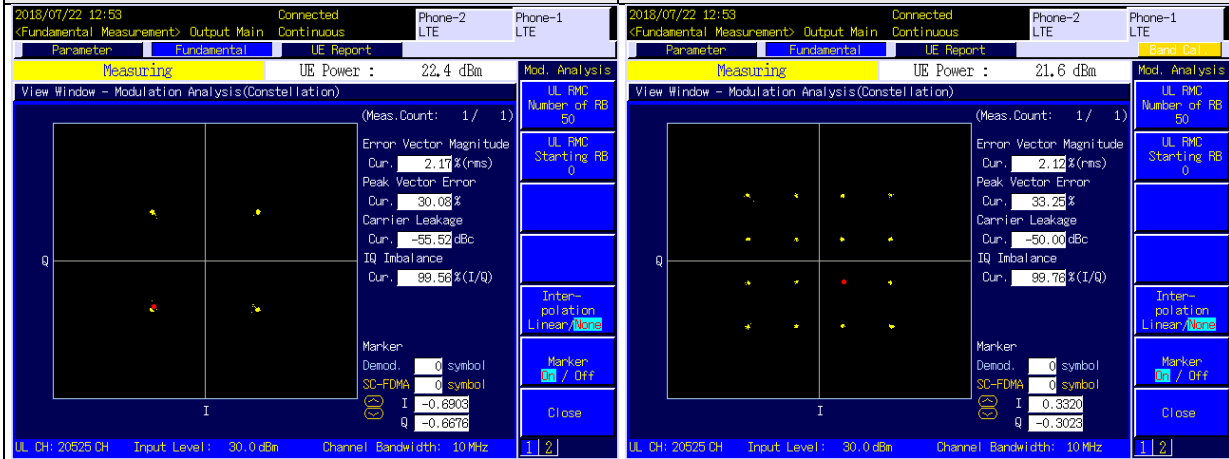 2018/07/22 12:53 Connected Phone-2 Phone-1
<Fundamental Measurement> Output Main Continuous LTE LTE
Parameter Fundamental UE Report
Measuring UE Power : 22.4 dBm Mod. Analysis
View Window - Modulation Analysis(Constellation)
(Meas.Count: 1/ 1)
UL RMC
Number of RB
50
Error Vector Magnitude
Cur. 2.17 %(rms)
UL RMC
Starting RB
0
Peak Vector Error
Cur. 30.08 %
Carrier Leakage
Cur. -55.52 dBc
IQ Imbalance
Cur. 99.56 %(I/Q)
Q
Inter-
polation
Linear/None
Marker
Demod. 0 symbol
SC-FDMA 0 symbol
I -0.6903
Q -0.6676
Marker
On / Off
Close
I
UL CH: 20525 CH Input Level: 30.0 dBm Channel Bandwidth: 10 MHz 1 2
2018/07/22 12:53 Connected Phone-2 Phone-1
<Fundamental Measurement> Output Main Continuous LTE LTE
Parameter Fundamental UE Report Band Cal.
Measuring UE Power : 21.6 dBm Mod. Analysis
View Window - Modulation Analysis(Constellation)
(Meas.Count: 1/ 1)
UL RMC
Number of RB
50
Error Vector Magnitude
Cur. 2.12 %(rms)
UL RMC
Starting RB
0
Peak Vector Error
Cur. 33.25 %
Carrier Leakage
Cur. -50.00 dBc
IQ Imbalance
Cur. 99.76 %(I/Q)
Q
Inter-
polation
Linear/None
Marker
Demod. 0 symbol
SC-FDMA 0 symbol
I 0.3320
Q -0.3023
Marker
On / Off
Close
I
UL CH: 20525 CH Input Level: 30.0 dBm Channel Bandwidth: 10 MHz 1 2